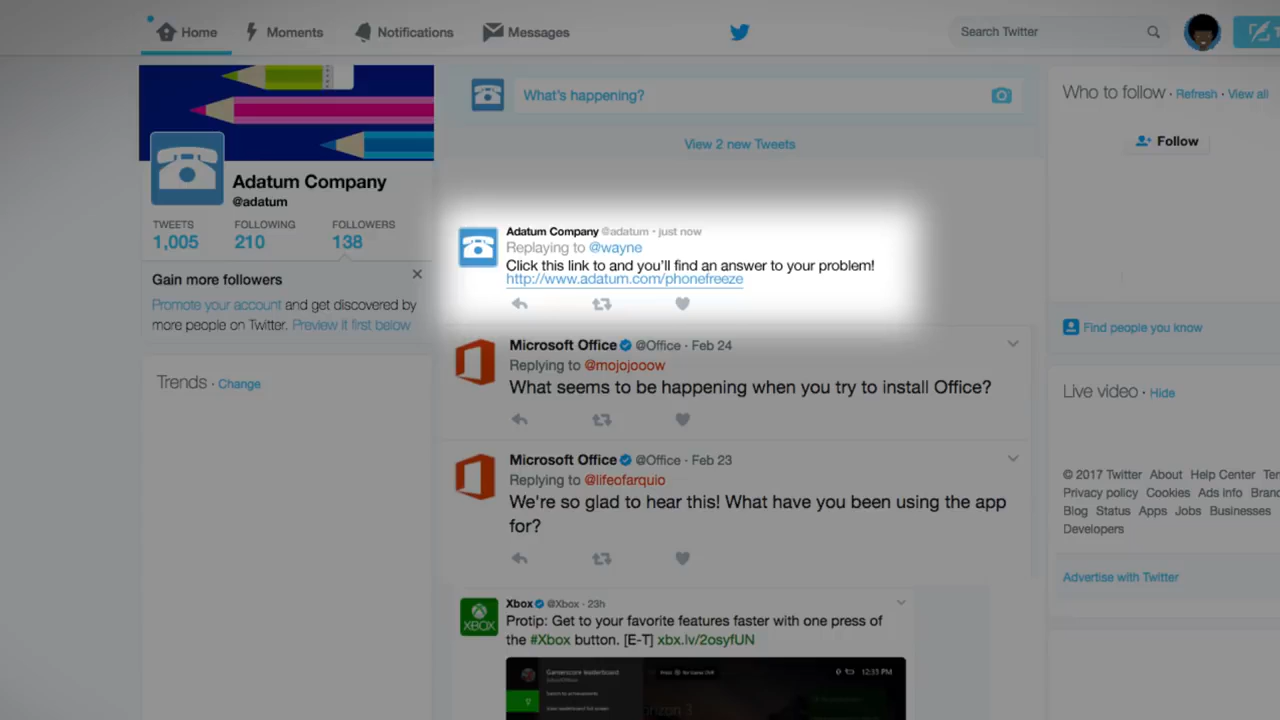 Home Moments Notifications Messages Search Twitter
Adatum Company
@adatum
TWEETS FOLLOWING FOLLOWERS
1,005 210 138
Gain more followers
Promote your account and get discovered by
more people on Twitter. Preview it first below
Trends · Change
What's happening?
View 2 new Tweets
Adatum Company @adatum · just now
Replaying to @wayne
Click this link to and you'll find an answer to your problem!
http://www.adatum.com/phonefreeze
Microsoft Office @Office · Feb 24
Replying to @mojojooow
What seems to be happening when you try to install Office?
Microsoft Office @Office · Feb 23
Replying to @lifeofarquio
We're so glad to hear this! What have you been using the app
for?
Xbox @Xbox · 23h
XBOX
Protip: Get to your favorite features faster with one press of
the #Xbox button. [E-T] xbx.lv/2osyfUN
Gamerscore leaderboard
12:33 PM
Who to follow · Refresh · View all
Follow
Find people you know
Live video · Hide
© 2017 Twitter About Help Center
Privacy policy Cookies Ads info
Blog Status Apps Jobs Businesses
Developers
Advertise with Twitter